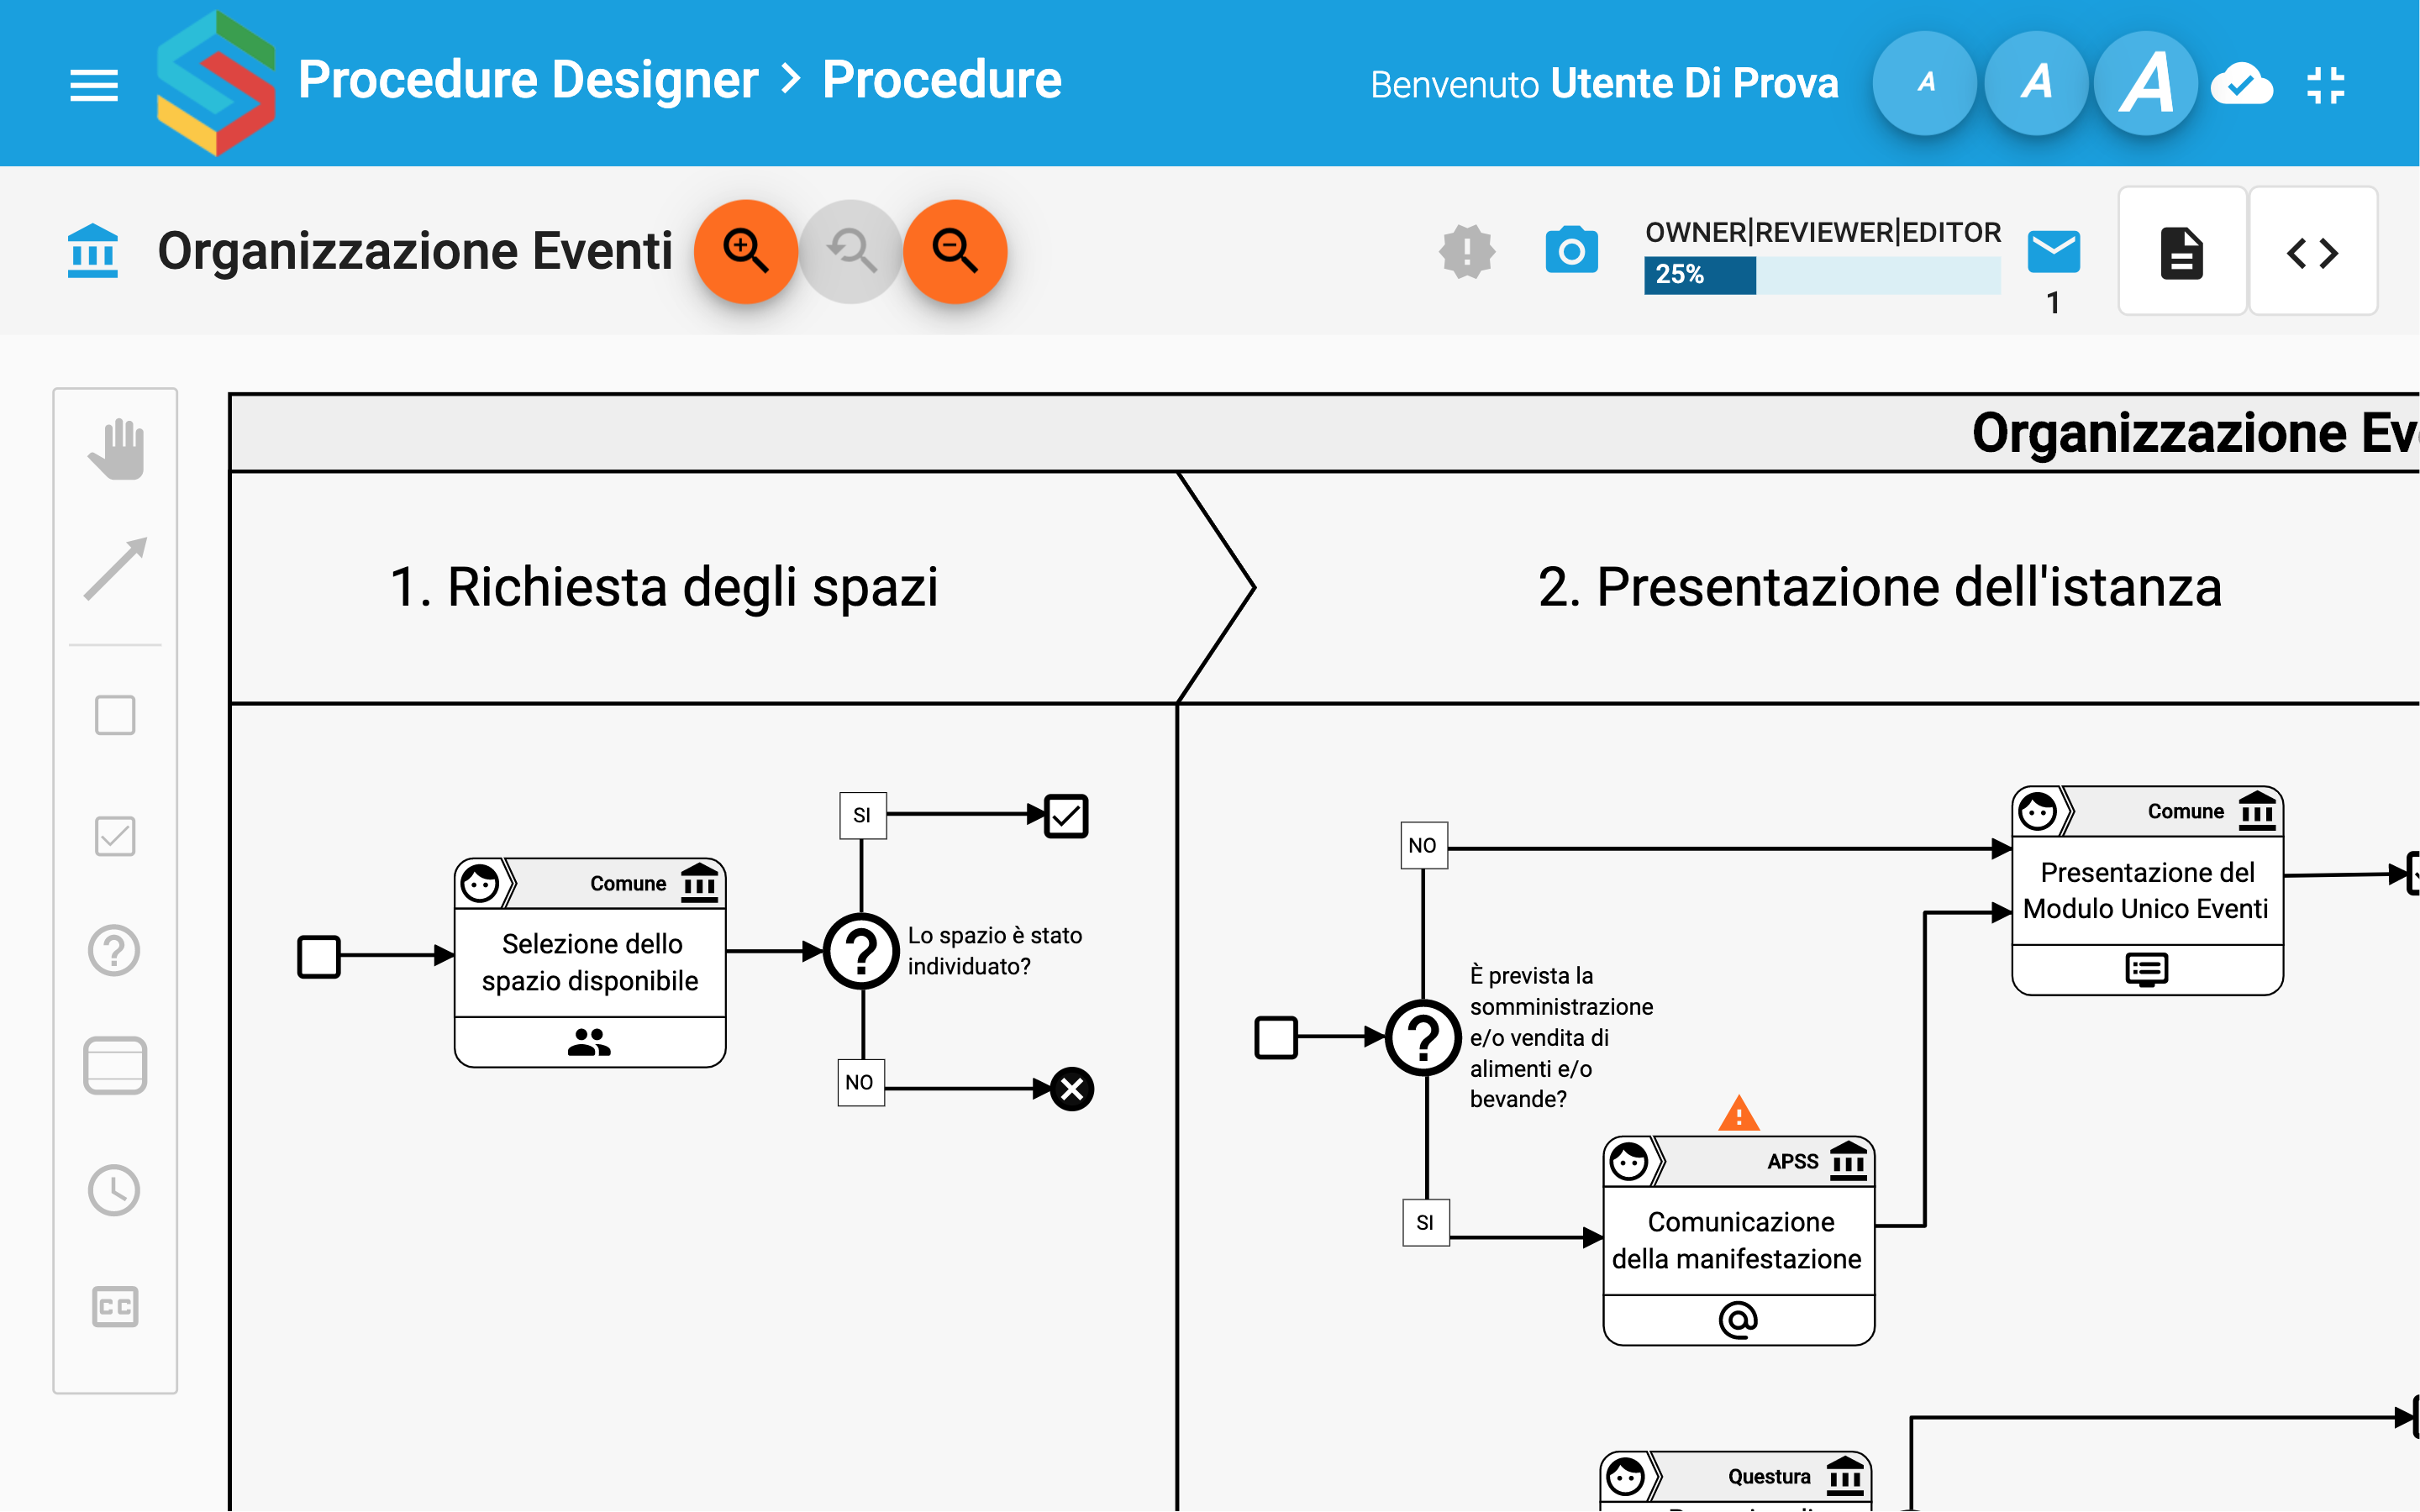 Procedure Designer > Procedure
Benvenuto Utente Di Prova
A A A
Organizzazione Eventi
OWNER|REVIEWER|EDITOR
25%
1
Organizzazione
1. Richiesta degli spazi
2. Presentazione dell'istanza
SI
Comune
Selezione dello
spazio disponibile
?
Lo spazio è stato
individuato?
NO
NO
Comune
Presentazione del
Modulo Unico Eventi
?
È prevista la
somministrazione
e/o vendita di
alimenti e/o
bevande?
SI
APSS
Comunicazione
della manifestazione
@
Questura
CC